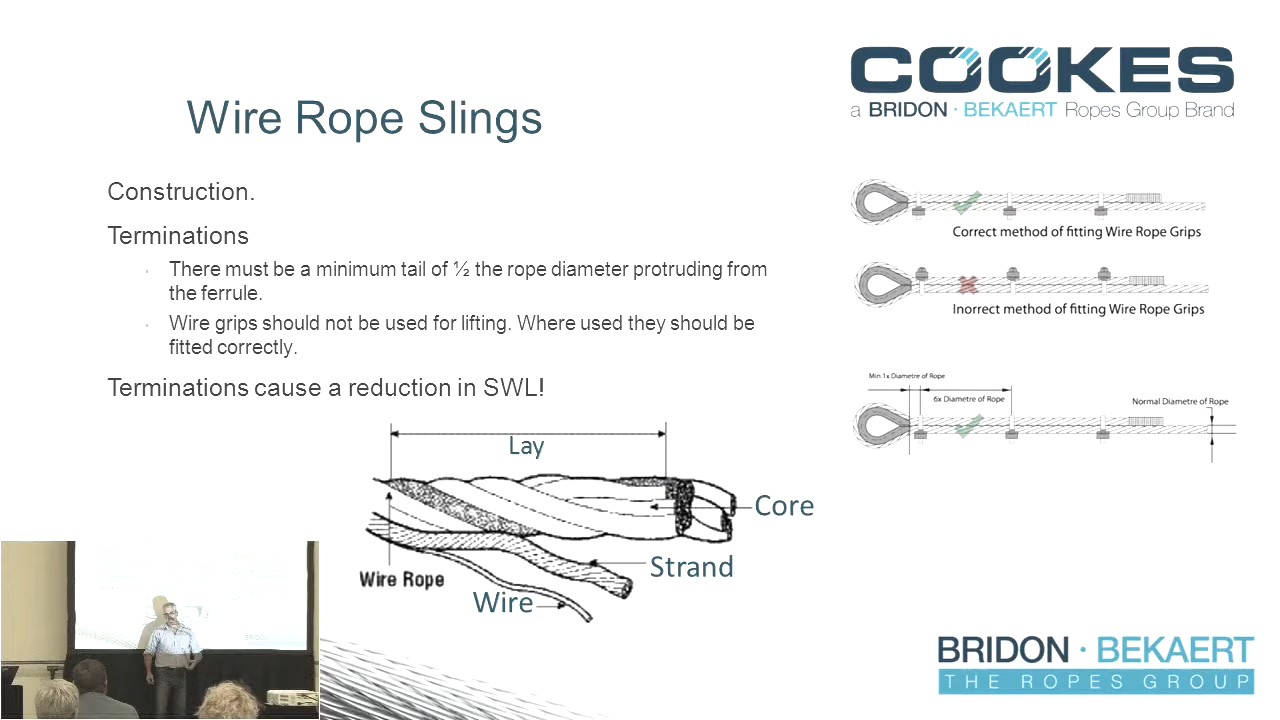 Wire Rope Slings
COOKES
a BRIDON · BEKAERT Ropes Group Brand
Construction.
Terminations
· There must be a minimum tail of ½ the rope diameter protruding from
the ferrule.
· Wire grips should not be used for lifting. Where used they should be
fitted correctly.
Terminations cause a reduction in SWL!
Correct method of fitting Wire Rope Grips
Inorrect method of fitting Wire Rope Grips
Min 1x Diametre of Rope
6x Diametre of Rope
Normal Diametre of Rope
Lay
Core
Strand
Wire Rope
Wire
BRIDON · BEKAERT
THE ROPES GROUP